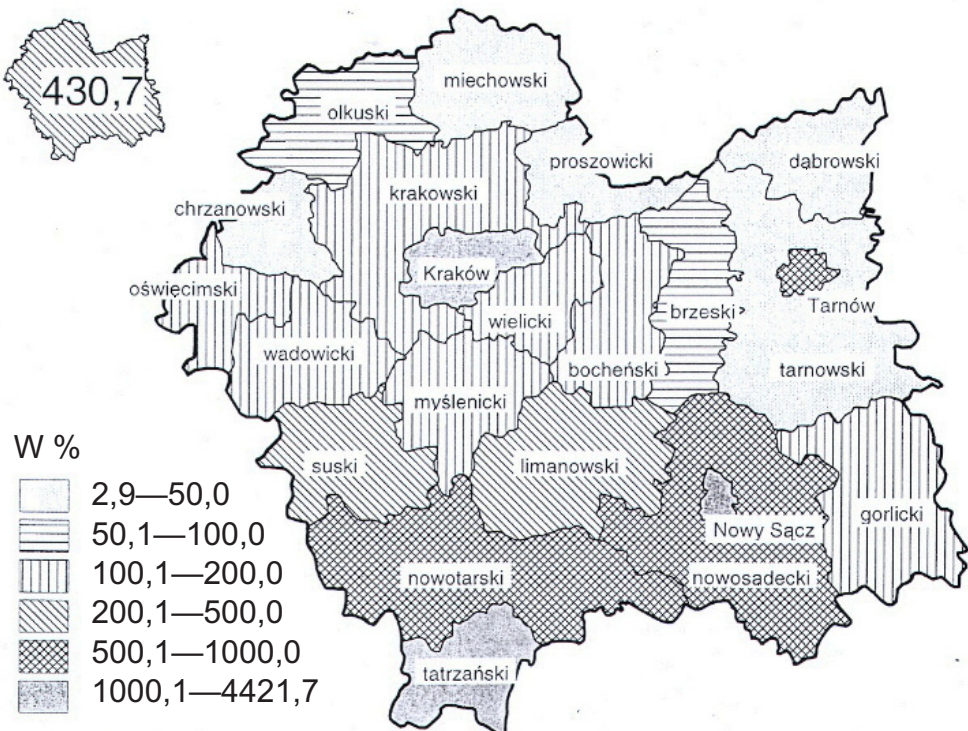 430,7
miechowski
olkuski
proszowicki
dąbrowski
krakowski
chrzanowski
Kraków
oświęcimski
Tarnów
brzeski
wielicki
wadowicki
bocheński
tarnowski
myślenicki
W %
suski
limanowski
2,9—50,0
gorlicki
50,1—100,0
Nowy Sącz
100,1—200,0
nowotarski
nowosadecki
200,1—500,0
500,1—1000,0
tatrzański
1000,1—4421,7